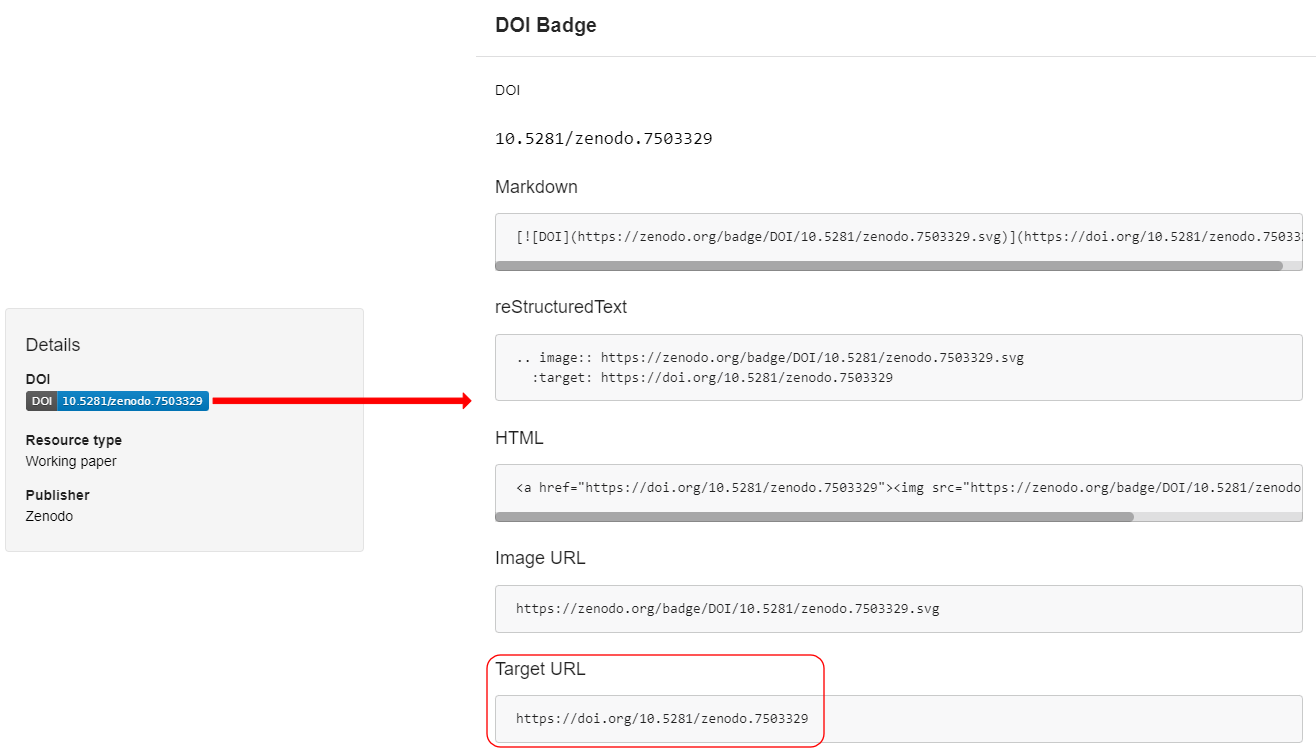 DOI Badge
DOI
10.5281/zenodo.7503329
Markdown
[![DOI](https://zenodo.org/badge/DOI/10.5281/zenodo.7503329.svg)](https://doi.org/10.5281/zenodo.75033
reStructuredText
.. image:: https://zenodo.org/badge/DOI/10.5281/zenodo.7503329.svg
:target: https://doi.org/10.5281/zenodo.7503329
HTML
<a href="https://doi.org/10.5281/zenodo.7503329"><img src="https://zenodo.org/badge/DOI/10.5281/zenodo
Image URL
https://zenodo.org/badge/DOI/10.5281/zenodo.7503329.svg
Target URL
https://doi.org/10.5281/zenodo.7503329
Details
DOI
DOI 10.5281/zenodo.7503329
Resource type
Working paper
Publisher
Zenodo